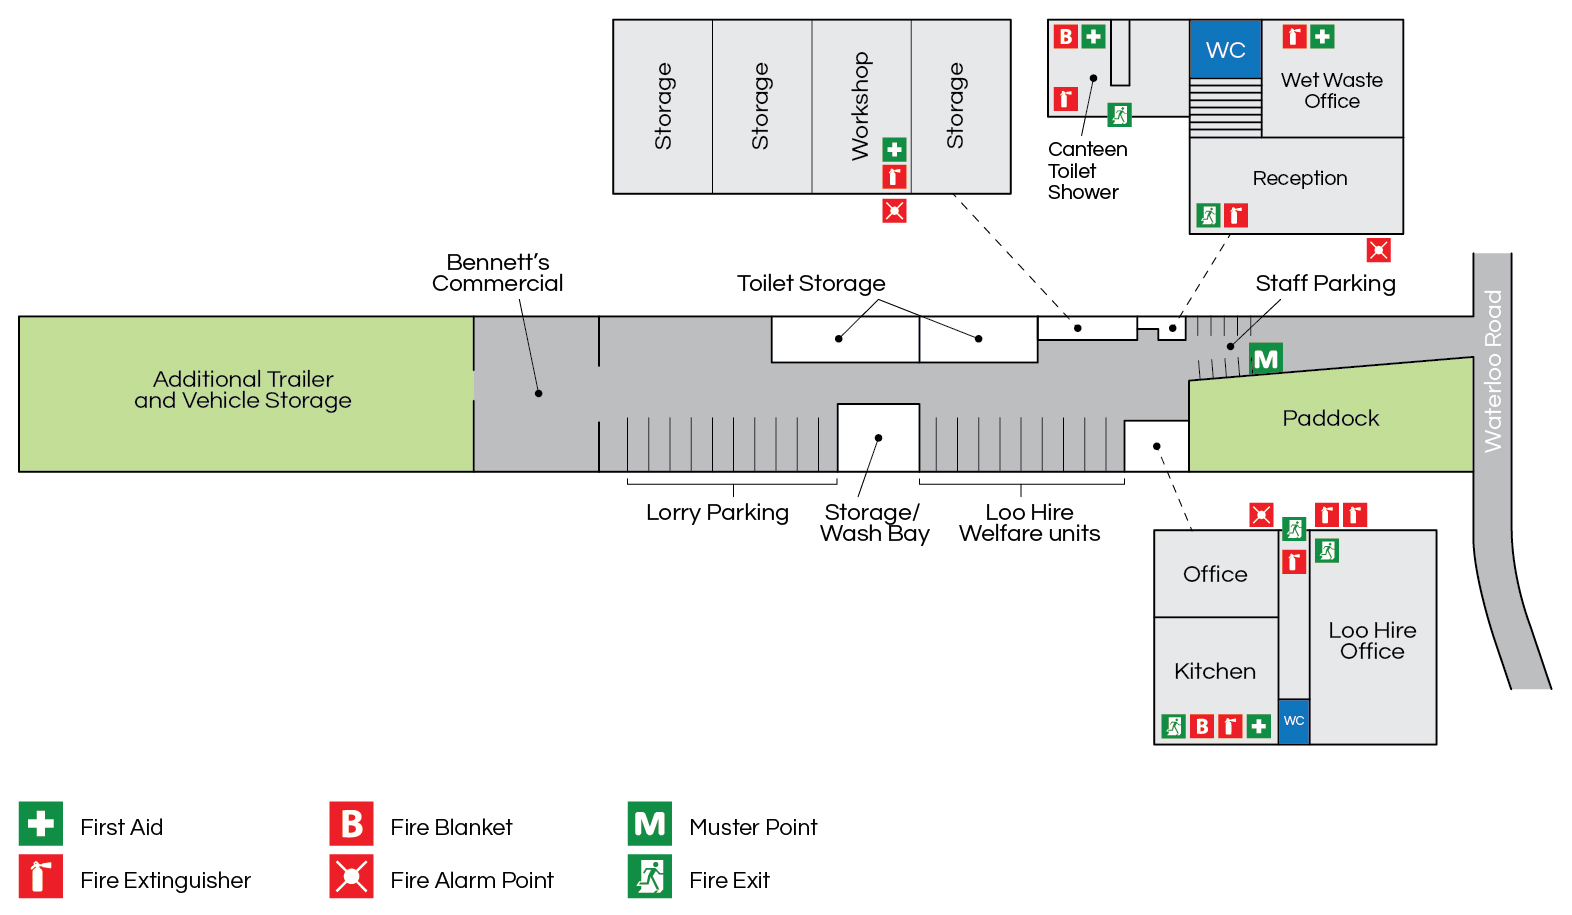 Storage
Storage
Workshop
Storage
B
WC
Wet Waste
Office
Canteen
Toilet
Shower
Reception
Bennett’s
Commercial
Toilet Storage
Staff Parking
Additional Trailer
and Vehicle Storage
M
Paddock
Waterloo Road
Lorry Parking
Storage/
Wash Bay
Loo Hire
Welfare units
Office
Kitchen
Loo Hire
Office
B
WC
First Aid
B
Fire Blanket
M
Muster Point
Fire Extinguisher
Fire Alarm Point
Fire Exit